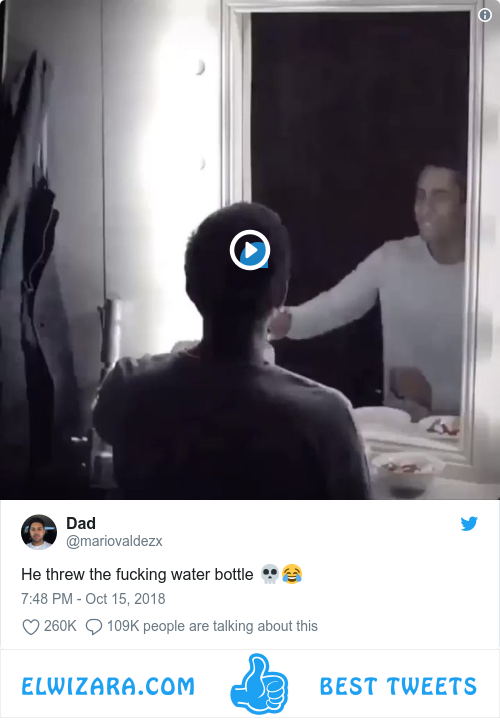 Dad
@mariovaldezx
He threw the fucking water bottle 💀😂
7:48 PM - Oct 15, 2018
260K 109K people are talking about this
ELWIZARA.COM BEST TWEETS